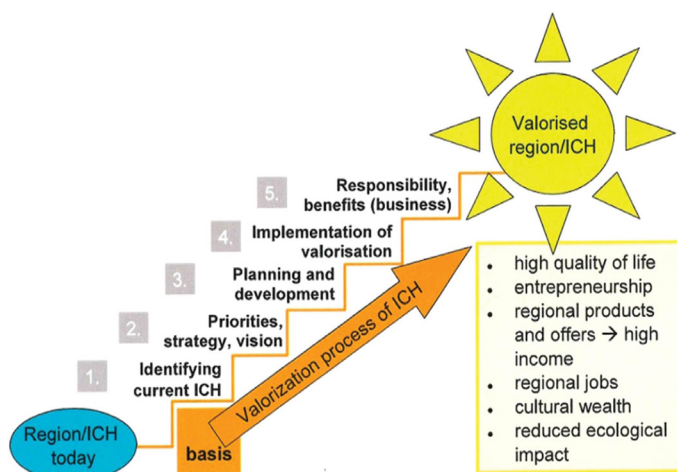 Valorised
region/ICH
5.
Responsibility,
benefits (business)
4.
Implementation of
valorisation
3.
Planning and
development
2.
Priorities,
strategy, vision
1.
Identifying
current ICH
Region/ICH
today
basis
Valorization process of ICH
• high quality of life
• entrepreneurship
• regional products
and offers → high
income
• regional jobs
• cultural wealth
• reduced ecological
impact